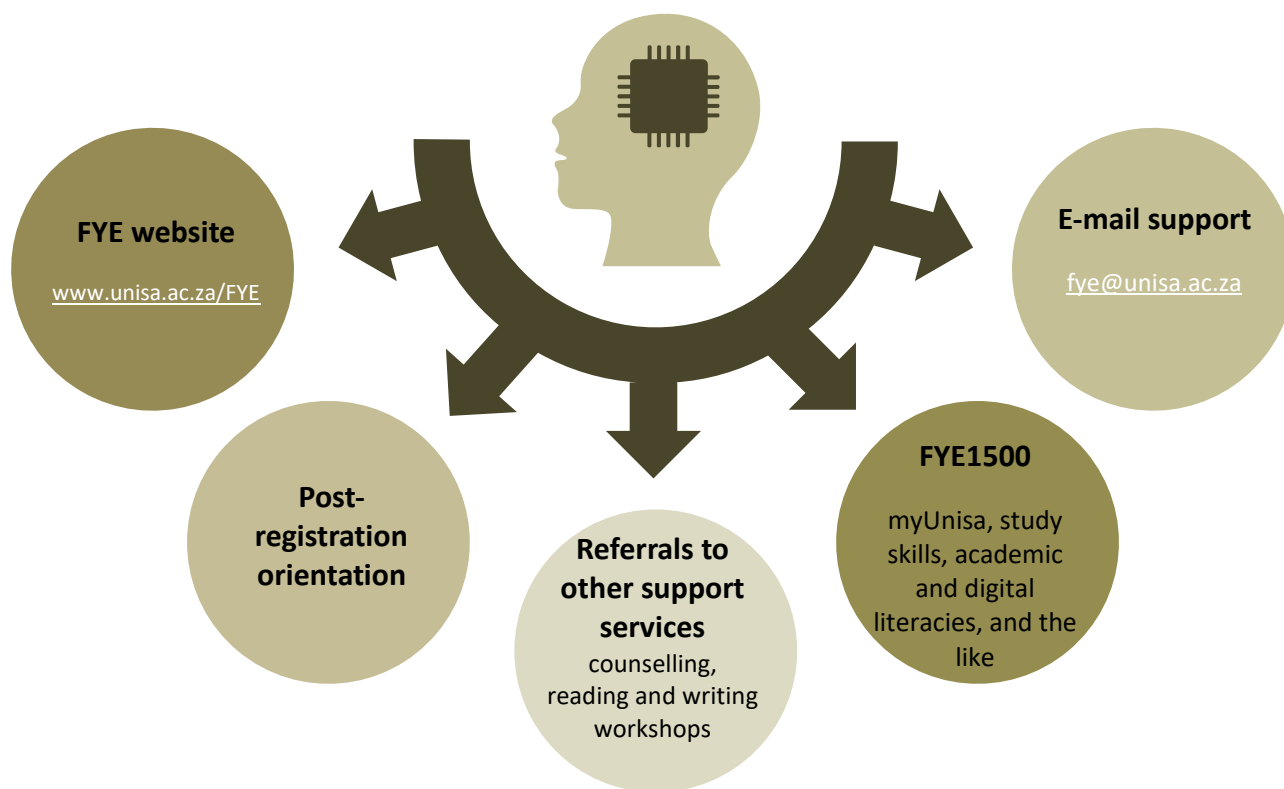 FYE website
www.unisa.ac.za/FYE
E-mail support
fye@unisa.ac.za
Post-
registration
orientation
Referrals to
other support
services
counselling,
reading and writing
workshops
FYE1500
myUnisa, study
skills, academic
and digital
literacies, and the
like